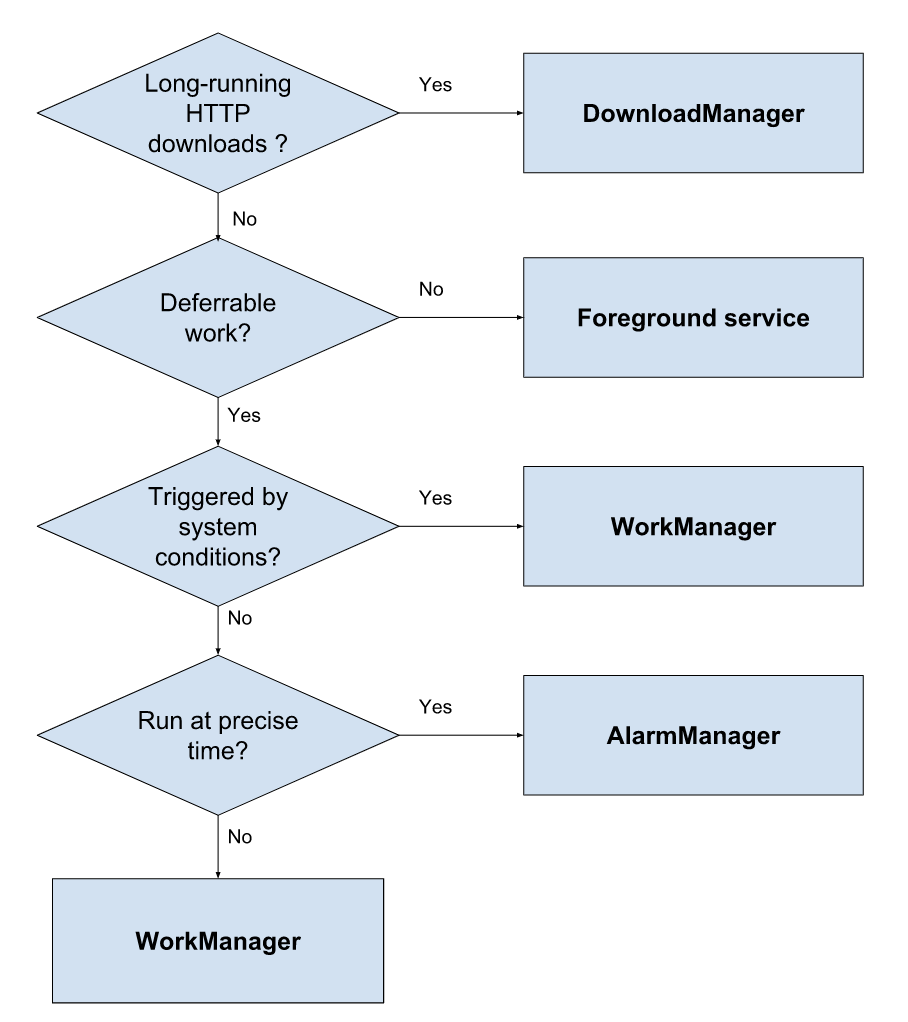 Long-running
HTTP
downloads ?
Yes
DownloadManager
No
Deferrable
work?
No
Foreground service
Yes
Triggered by
system
conditions?
Yes
WorkManager
No
Run at precise
time?
Yes
AlarmManager
No
WorkManager